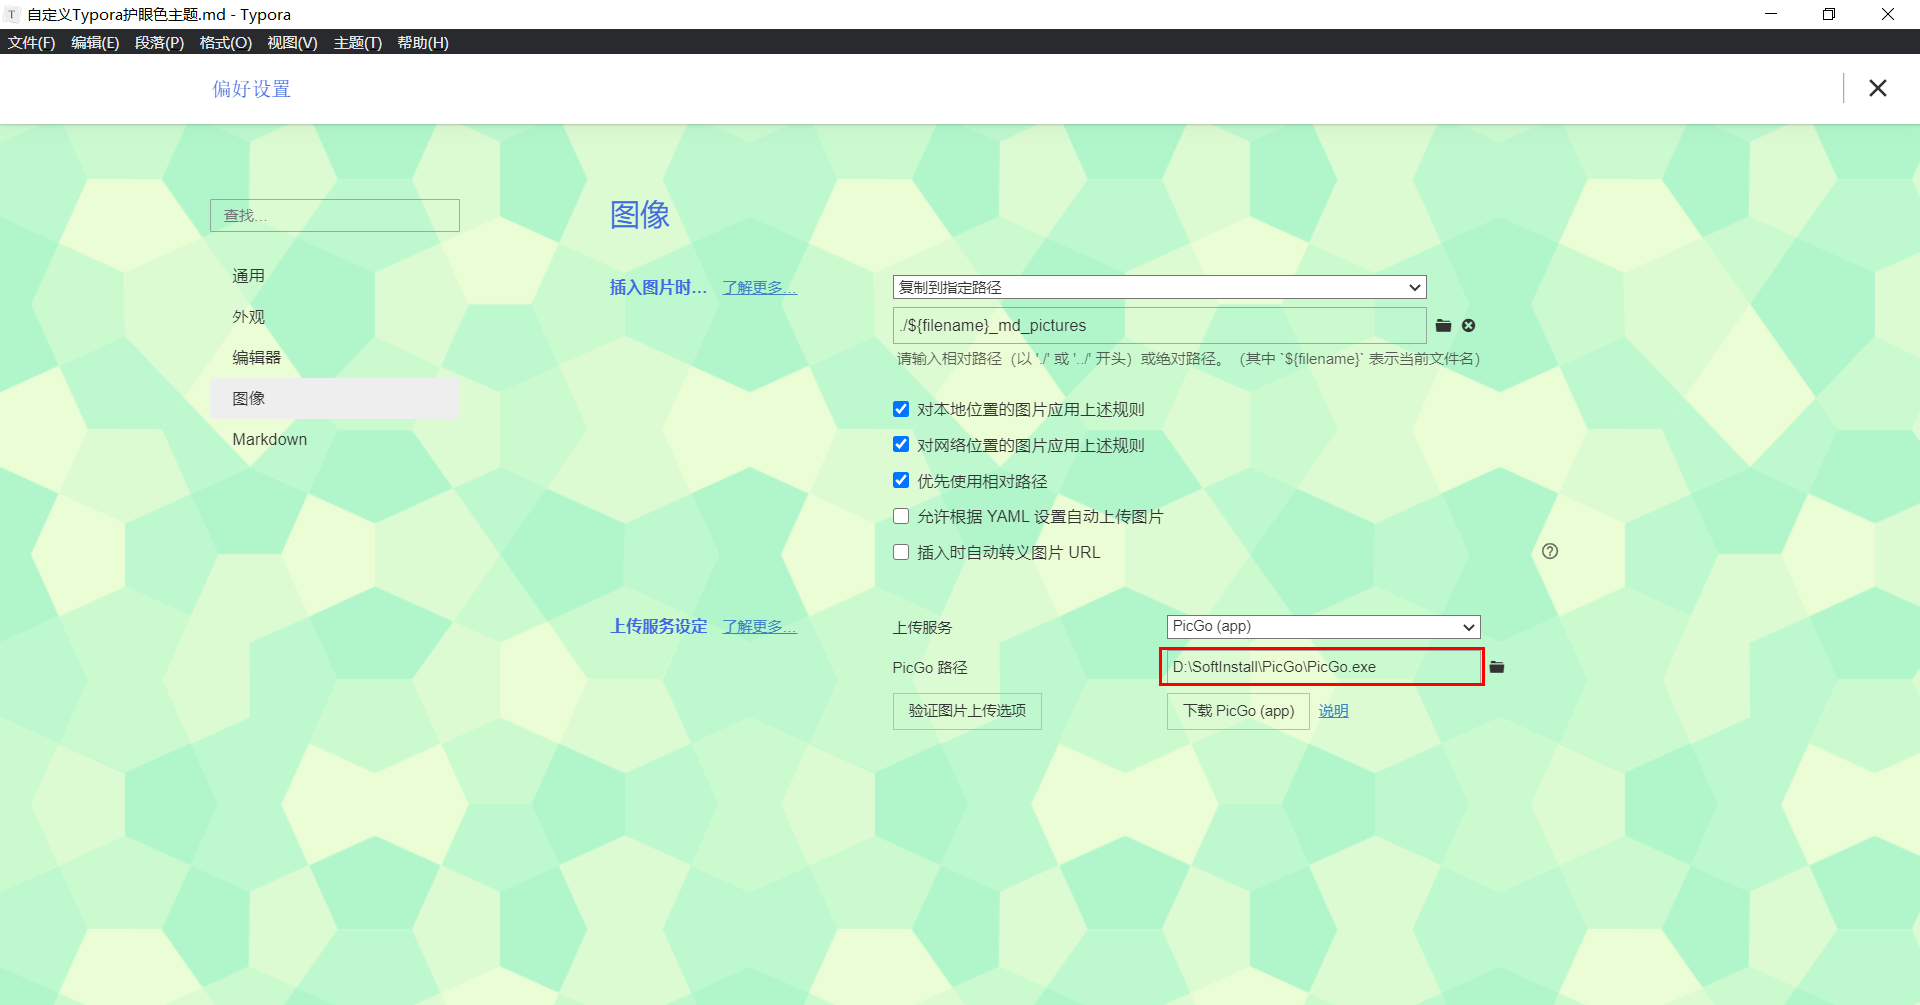 自定义Typora护眼色主题.md - Typora
文件(F) 编辑(E) 段落(P) 格式(O) 视图(V) 主题(T) 帮助(H)
偏好设置
查找...
通用
外观
编辑器
图像
Markdown
图像
插入图片时... 了解更多...
复制到指定路径
./${filename}_md_pictures
请输入相对路径（以 './' 或 '../' 开头）或绝对路径。（其中 `${filename}` 表示当前文件名）
对本地位置的图片应用上述规则
对网络位置的图片应用上述规则
优先使用相对路径
允许根据 YAML 设置自动上传图片
插入时自动转义图片 URL
上传服务设定 了解更多...
上传服务 PicGo (app)
PicGo 路径 D:\SoftInstall\PicGo\PicGo.exe
验证图片上传选项 下载 PicGo (app) 说明